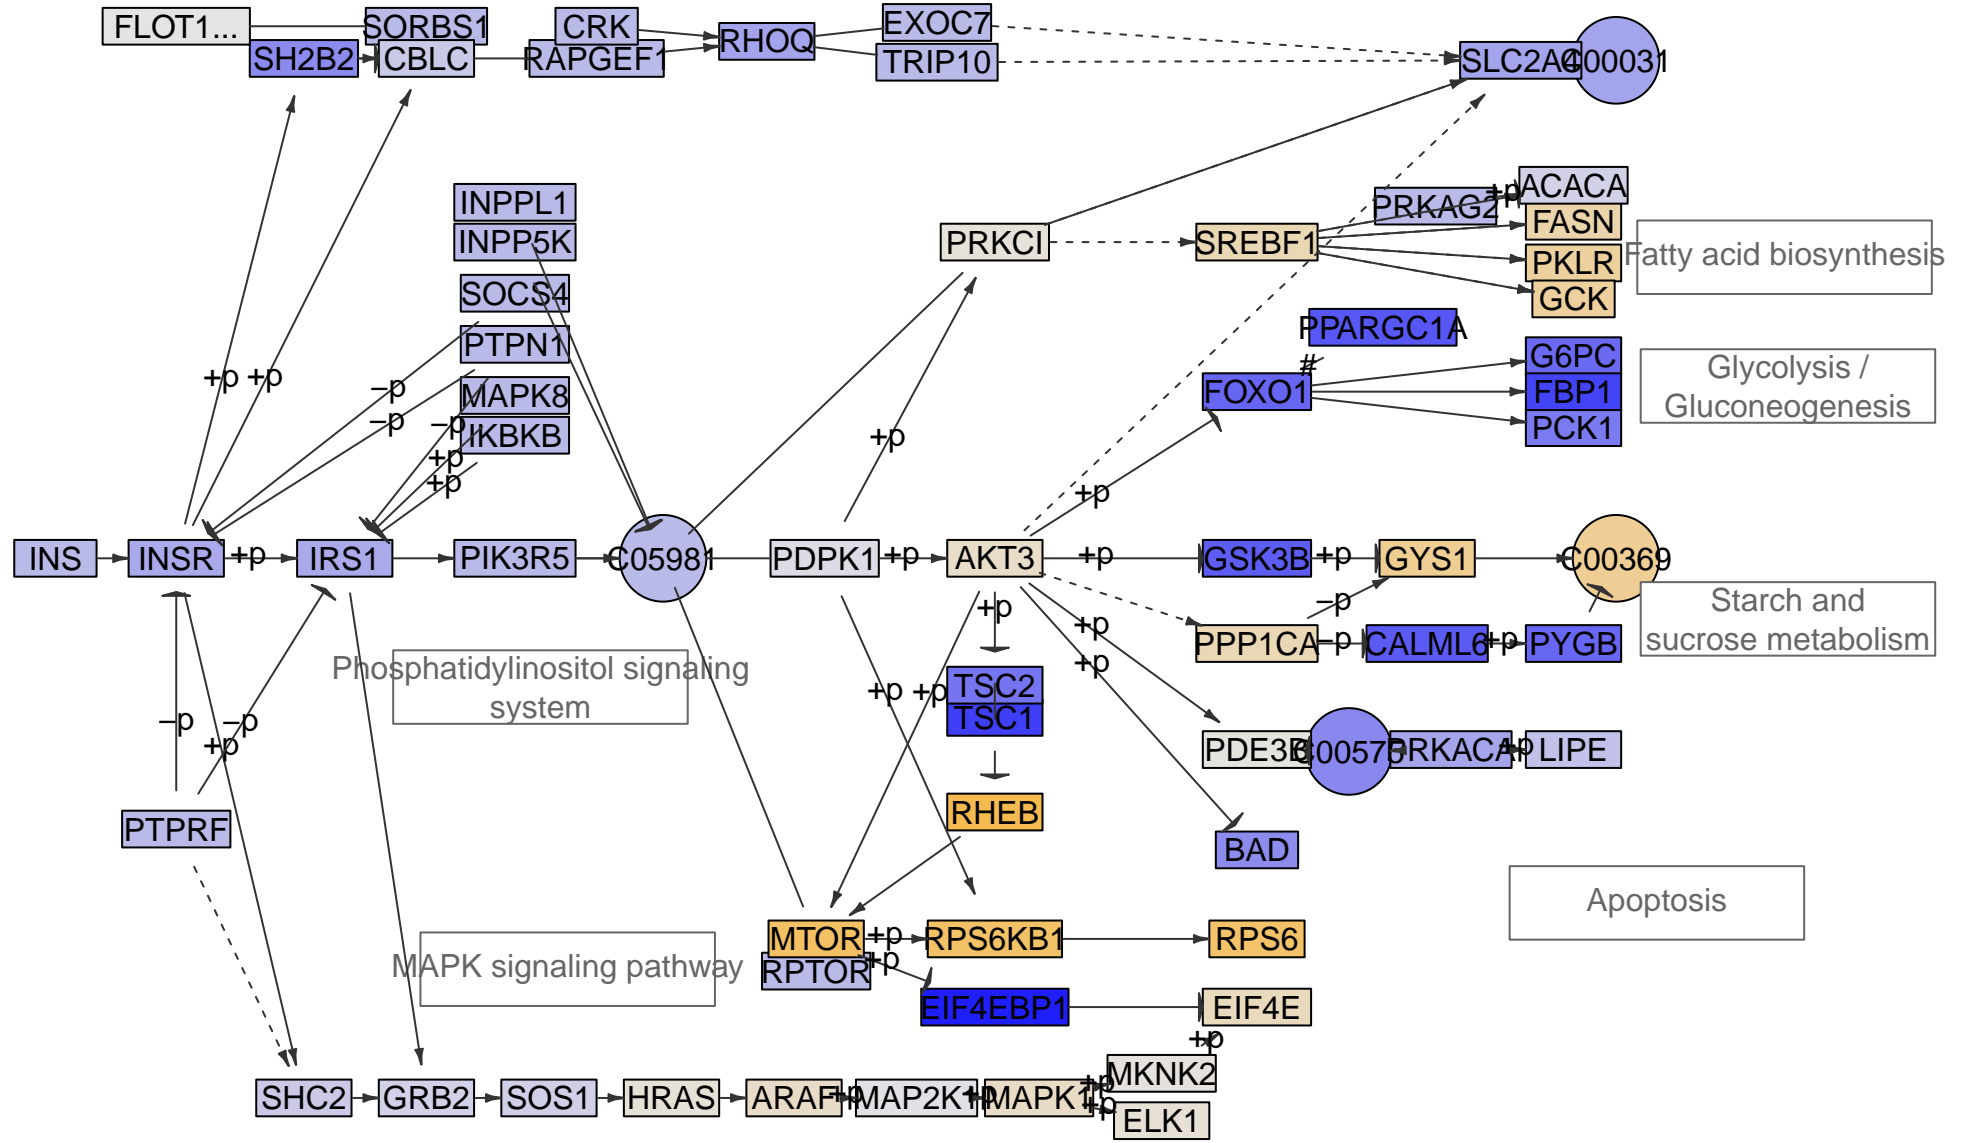 FLOT1...
SORBS1
CRK
EXOC7
SH2B2
CBLC
RAPGEF1
RHOQ
TRIP10
SLC2A4
C00031
INPPL1
INPP5K
SOCS4
PTPN1
MAPK8
IKBKB
PRKCI
SREBF1
PRKAG2
+p
ACACA
FASN
PKLR
GCK
Fatty acid biosynthesis
PPARGC1A
#
FOXO1
G6PC
FBP1
PCK1
Glycolysis /
Gluconeogenesis
+p
+p
–p
–p
–p
+p
+p
+p
+p
INS
INSR
+p
IRS1
PIK3R5
C05981
PDPK1
+p
AKT3
+p
GSK3B
+p
GYS1
C00369
+p
–p
+p
+p
PPP1CA
–p
CALML6
+p
PYGB
Starch and
sucrose metabolism
Phosphatidylinositol signaling
system
+p
+p
TSC2
TSC1
–p
–p
+p
PDE3B
C00575
PRKACA
+p
LIPE
PTPRF
RHEB
BAD
Apoptosis
MTOR
RPTOR
+p
+p
RPS6KB1
RPS6
MAPK signaling pathway
EIF4EBP1
EIF4E
+p
SHC2
GRB2
SOS1
HRAS
ARAF
+p
MAP2K1
+p
MAPK1
+p
+p
MKNK2
ELK1